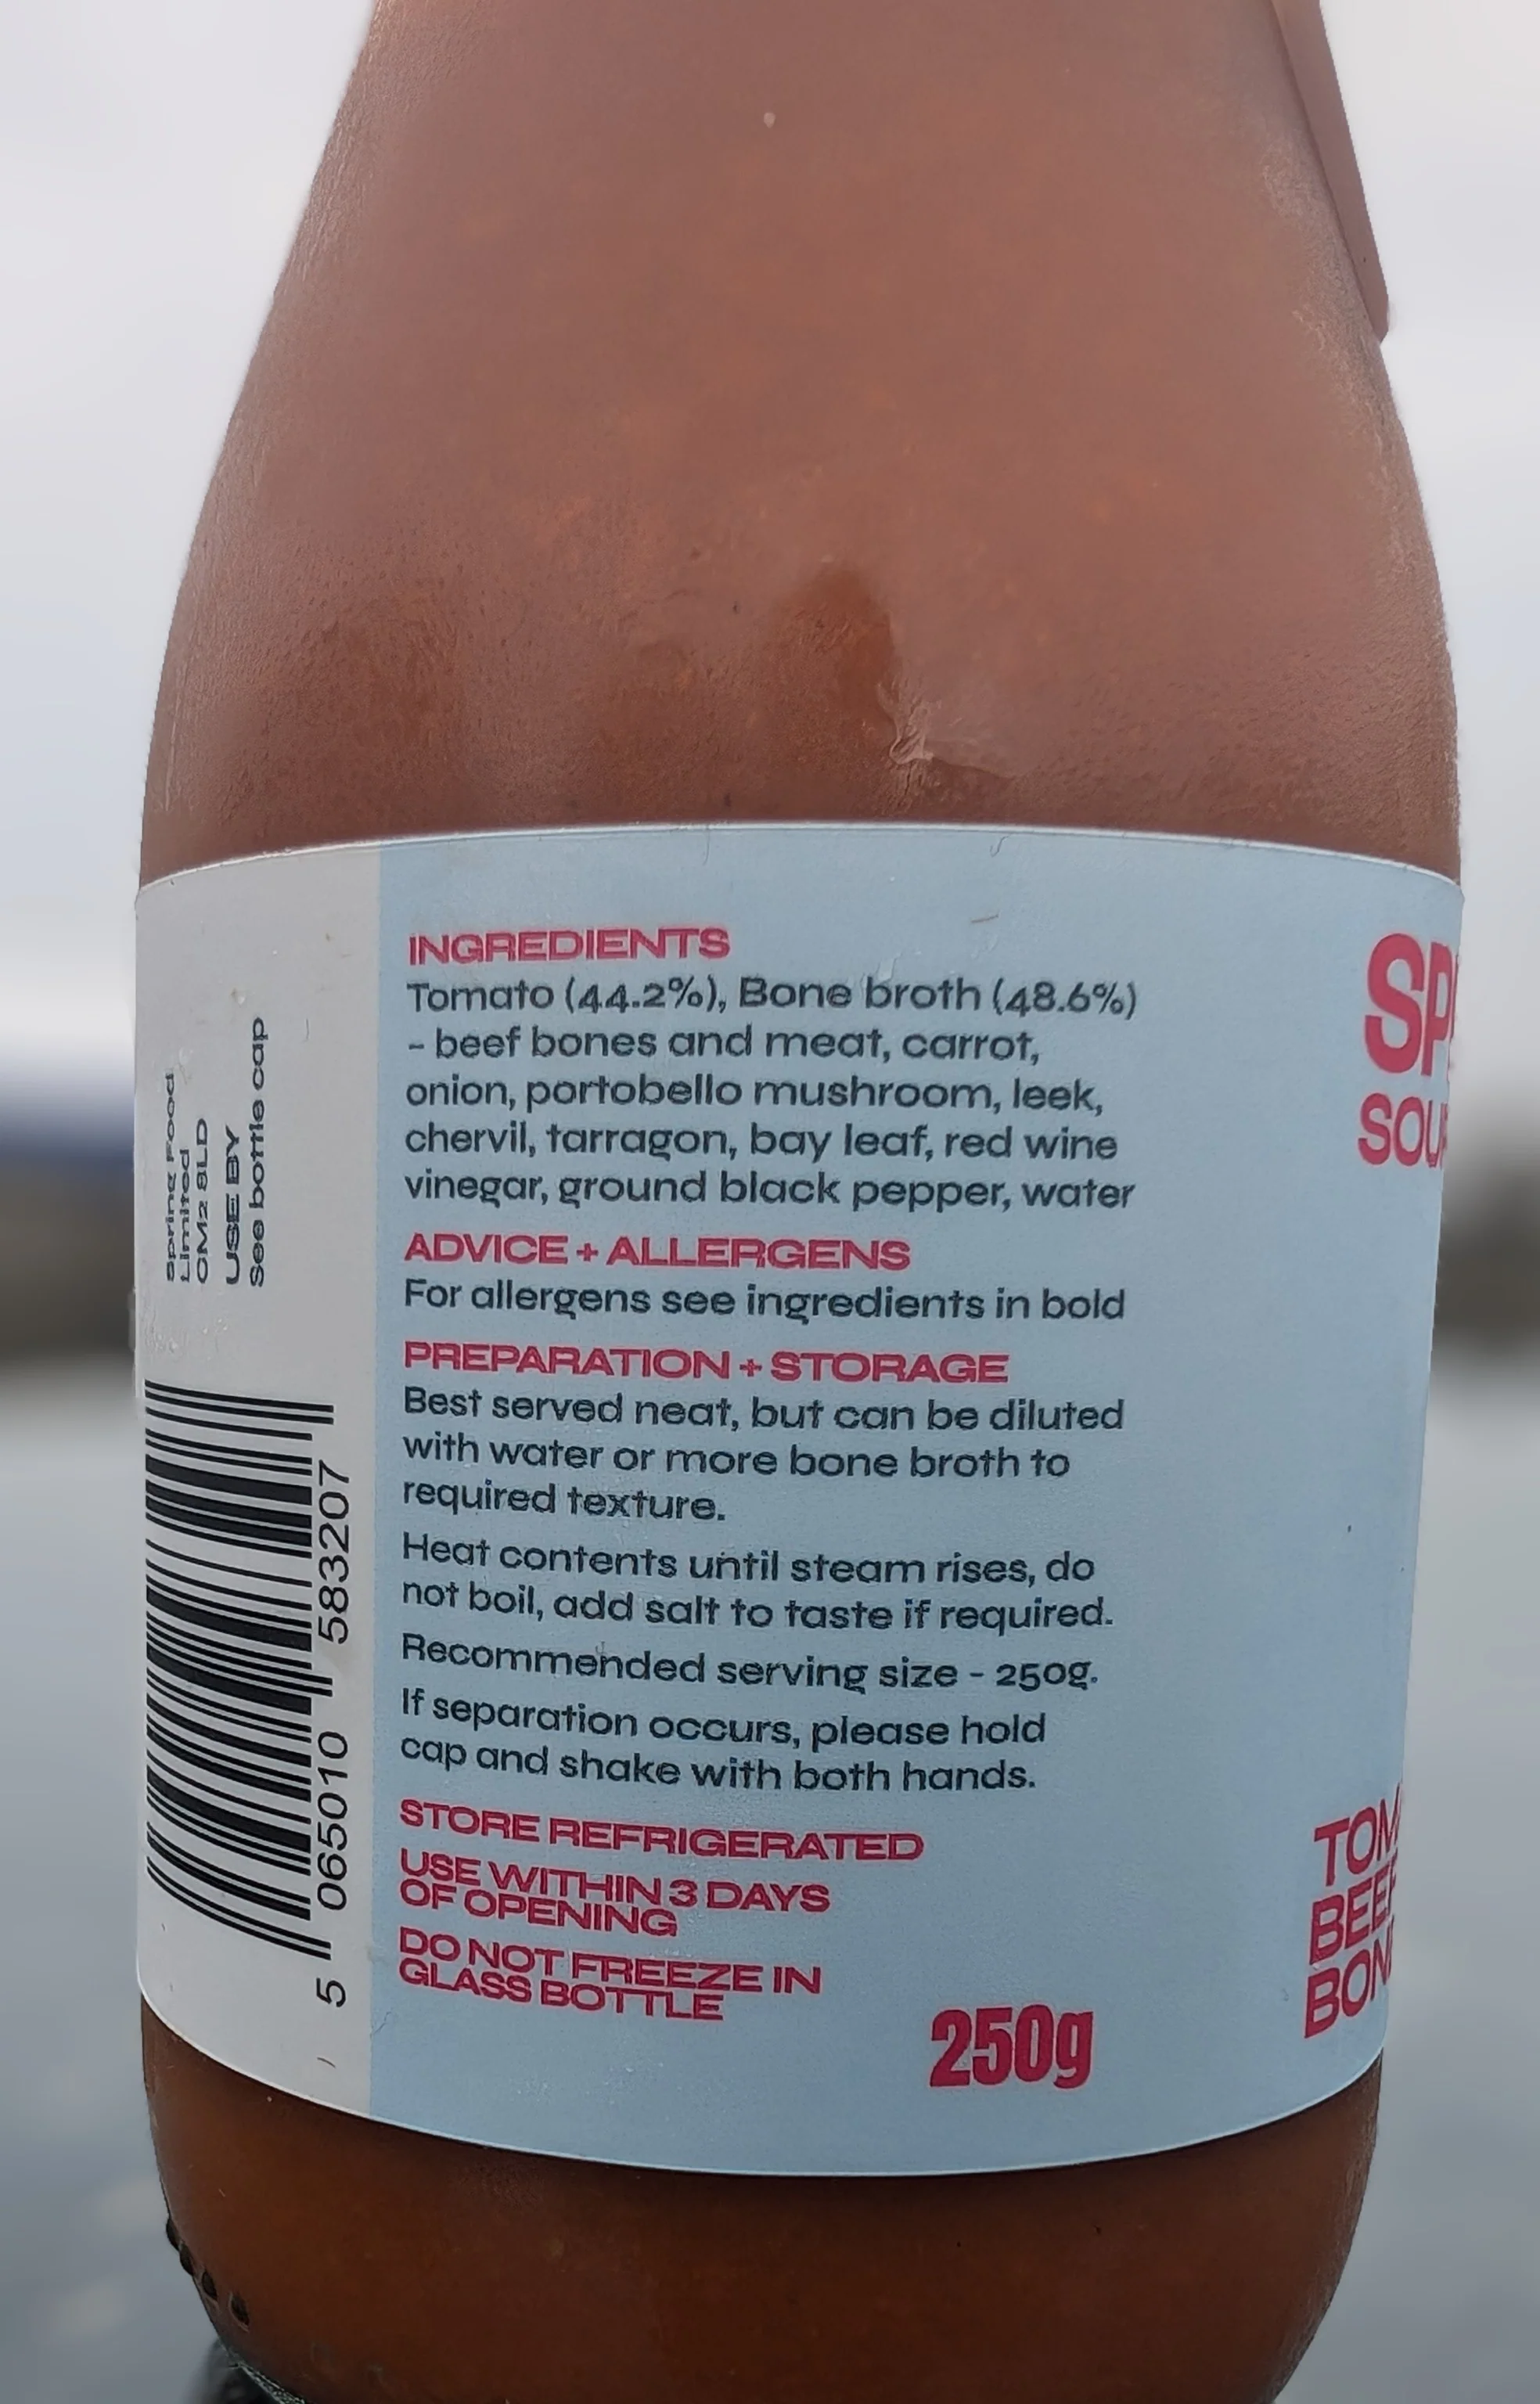 Spring Food
Limited
CM2 8LD
USE BY
See bottle cap
5 065010 583207
INGREDIENTS
Tomato (44.2%), Bone broth (48.6%)
- beef bones and meat, carrot,
onion, portobello mushroom, leek,
chervil, tarragon, bay leaf, red wine
vinegar, ground black pepper, water
ADVICE + ALLERGENS
For allergens see ingredients in bold
PREPARATION + STORAGE
Best served neat, but can be diluted
with water or more bone broth to
required texture.
Heat contents until steam rises, do
not boil, add salt to taste if required.
Recommended serving size - 250g.
If separation occurs, please hold
cap and shake with both hands.
STORE REFRIGERATED
USE WITHIN 3 DAYS
OF OPENING
DO NOT FREEZE IN
GLASS BOTTLE
250g
SP
SOU
TOM
BEEF
BON